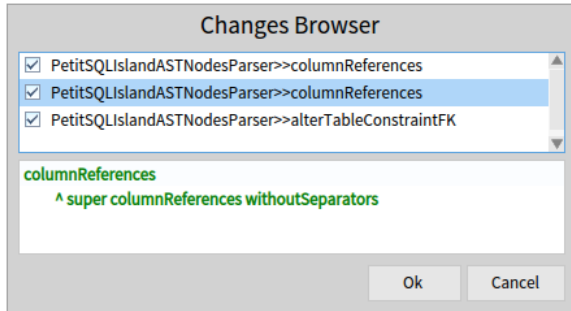 Changes Browser
PetitSQLIslandASTNodesParser>>columnReferences
PetitSQLIslandASTNodesParser>>columnReferences
PetitSQLIslandASTNodesParser>>alterTableConstraintFK
columnReferences
^ super columnReferences withoutSeparators
Ok Cancel